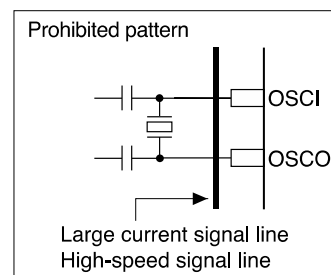 Prohibited pattern
OSCI
OSCO
Large current signal line
High-speed signal line